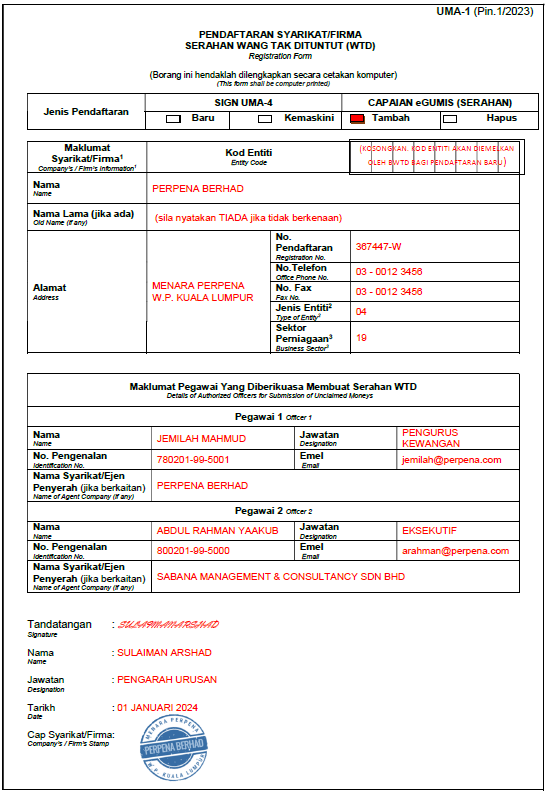 UMA-1 (Pin.1/2023)
PENDAFTARAN SYARIKAT/FIRMA
SERAHAN WANG TAK DITUNTUT (WTD)
Registration Form
(Borang ini hendaklah dilengkapkan secara cetakan komputer)
(This form shall be computer printed)
Jenis Pendaftaran
SIGN UMA-4
CAPAIAN eGUMIS (SERAHAN)
Baru
Kemaskini
Tambah
Hapus
Maklumat
Syarikat/Firma1
Company's / Firm's Information1
Kod Entiti
Entity Code
(KOSONGKAN. KOD ENTITI AKAN DIEMELKAN
OLEH BWTD BAGI PENDAFTARAN BARU)
Nama
Name
PERPENA BERHAD
Nama Lama (jika ada)
Old Name (if any)
(sila nyatakan TIADA jika tidak berkenaan)
Alamat
Address
MENARA PERPENA
W.P. KUALA LUMPUR
No.
Pendaftaran
Registration No.
367447-W
No.Telefon
Office Phone No.
03 - 0012 3456
No. Fax
Fax No.
03 - 0012 3456
Jenis Entiti2
Type of Entity2
04
Sektor
Perniagaan3
Business Sector3
19
Maklumat Pegawai Yang Diberikuasa Membuat Serahan WTD
Details of Authorized Officers for Submission of Unclaimed Moneys
Pegawai 1 Officer 1
Nama
Name
JEMILAH MAHMUD
Jawatan
Designation
PENGURUS
KEWANGAN
No. Pengenalan
Identification No.
780201-99-5001
Emel
Email
jemilah@perpena.com
Nama Syarikat/Ejen
Penyerah (jika berkaitan)
Name of Agent Company (if any)
PERPENA BERHAD
Pegawai 2 Officer 2
Nama
Name
ABDUL RAHMAN YAAKUB
Jawatan
Designation
EKSEKUTIF
No. Pengenalan
Identification No.
800201-99-5000
Emel
Email
arahman@perpena.com
Nama Syarikat/Ejen
Penyerah (jika berkaitan)
Name of Agent Company (if any)
SABANA MANAGEMENT & CONSULTANCY SDN BHD
Tandatangan : SULAIMANARSHAD
Signature
Nama : SULAIMAN ARSHAD
Name
Jawatan : PENGARAH URUSAN
Designation
Tarikh : 01 JANUARI 2024
Date
Cap Syarikat/Firma:
Company's / Firm's Stamp
MENARA PERPENA
PERPENA BERHAD
W.P. KUALA LUMPUR